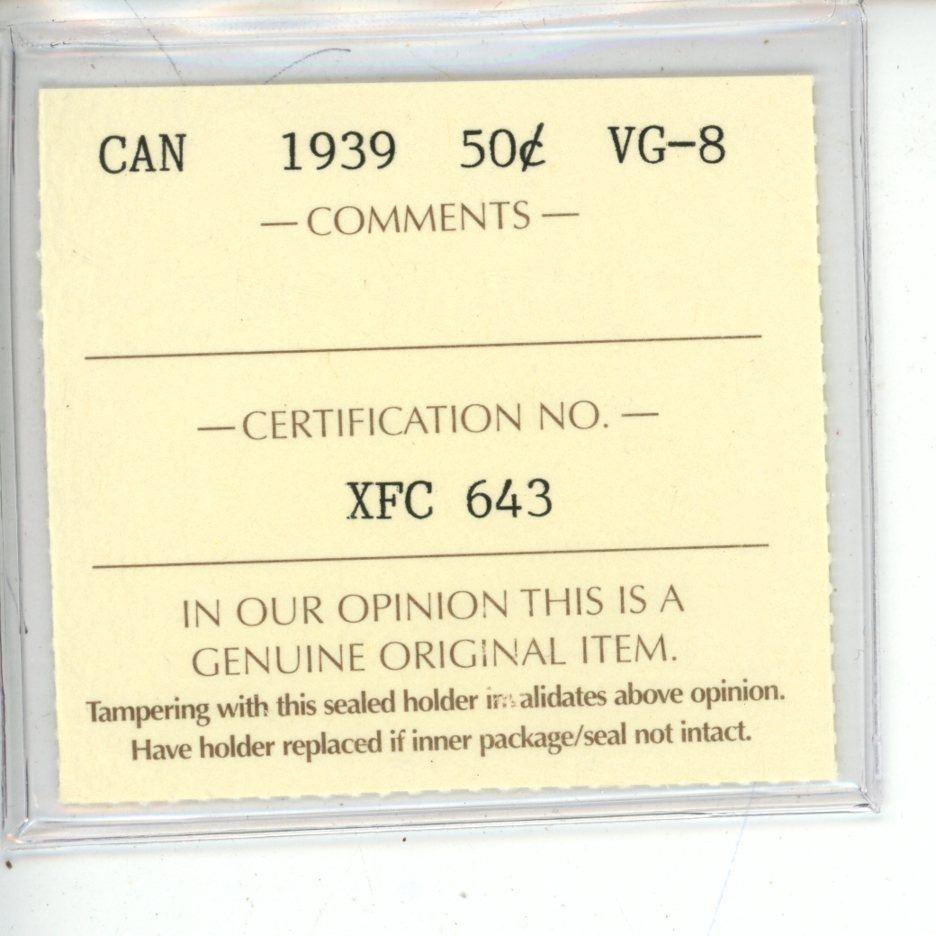 CAN 1939 50¢ VG-8
— COMMENTS —
— CERTIFICATION NO. —
XFC 643
IN OUR OPINION THIS IS A
GENUINE ORIGINAL ITEM.
Tampering with this sealed holder invalidates above opinion.
Have holder replaced if inner package/seal not intact.